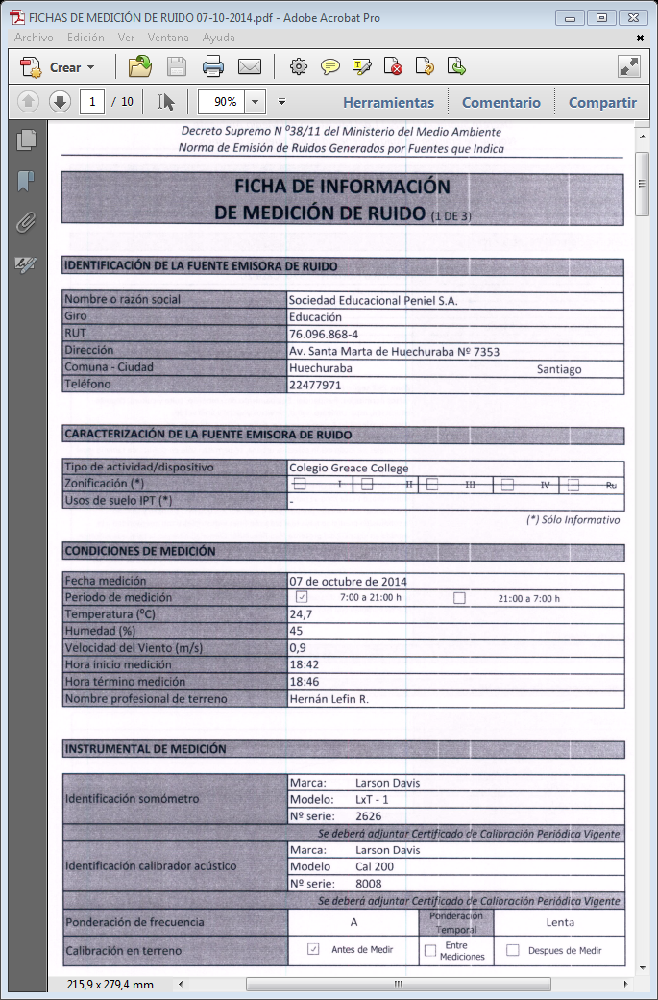 FICHAS DE MEDICIÓN DE RUIDO 07-10-2014.pdf - Adobe Acrobat Pro
Archivo Edición Ver Ventana Ayuda
Crear
1 / 10 90% Herramientas Comentario Compartir
Decreto Supremo N º38/11 del Ministerio del Medio Ambiente
Norma de Emisión de Ruidos Generados por Fuentes que Indica
FICHA DE INFORMACIÓN
DE MEDICIÓN DE RUIDO (1 DE 3)
IDENTIFICACIÓN DE LA FUENTE EMISORA DE RUIDO
Nombre o razón social Sociedad Educacional Peniel S.A.
Giro Educación
RUT 76.096.868-4
Dirección Av. Santa Marta de Huechuraba Nº 7353
Comuna - Ciudad Huechuraba Santiago
Teléfono 22477971
CARACTERIZACIÓN DE LA FUENTE EMISORA DE RUIDO
Tipo de actividad/dispositivo Colegio Greace College
Zonificación (*) I II III IV Ru
Usos de suelo IPT (*) -
(*) Sólo Informativo
CONDICIONES DE MEDICIÓN
Fecha medición 07 de octubre de 2014
Periodo de medición 7:00 a 21:00 h 21:00 a 7:00 h
Temperatura (ºC) 24,7
Humedad (%) 45
Velocidad del Viento (m/s) 0,9
Hora inicio medición 18:42
Hora término medición 18:46
Nombre profesional de terreno Hernán Lefin R.
INSTRUMENTAL DE MEDICIÓN
Identificación somómetro
Marca: Larson Davis
Modelo: LxT - 1
Nº serie: 2626
Se deberá adjuntar Certificado de Calibración Periódica Vigente
Identificación calibrador acústico
Marca: Larson Davis
Modelo Cal 200
Nº serie: 8008
Se deberá adjuntar Certificado de Calibración Periódica Vigente
Ponderación de frecuencia A Ponderación Temporal Lenta
Calibración en terreno Antes de Medir Entre Mediciones Despues de Medir
215,9 x 279,4 mm